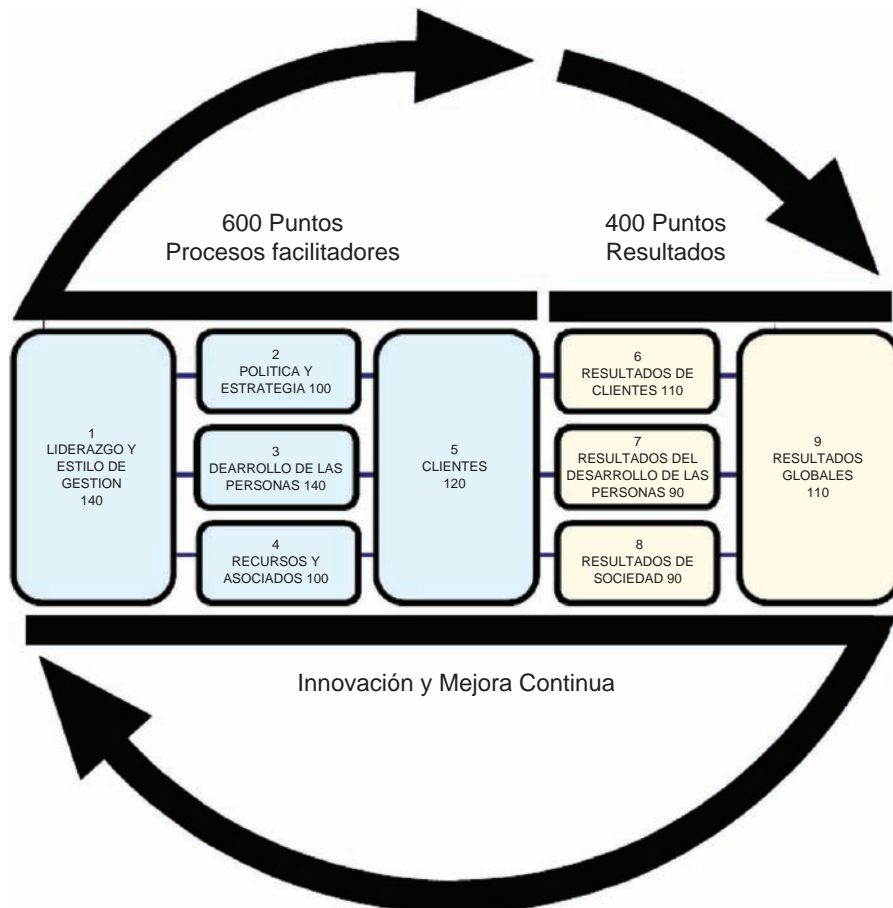 600 Puntos
Procesos facilitadores
400 Puntos
Resultados
1
LIDERAZGO Y
ESTILO DE
GESTION
140
2
POLITICA Y
ESTRATEGIA 100
3
DEARROLLO DE LAS
PERSONAS 140
4
RECURSOS Y
ASOCIADOS 100
5
CLIENTES
120
6
RESULTADOS DE
CLIENTES 110
7
RESULTADOS DEL
DESARROLLO DE LAS
PERSONAS 90
8
RESULTADOS DE
SOCIEDAD 90
9
RESULTADOS
GLOBALES
110
Innovación y Mejora Continua